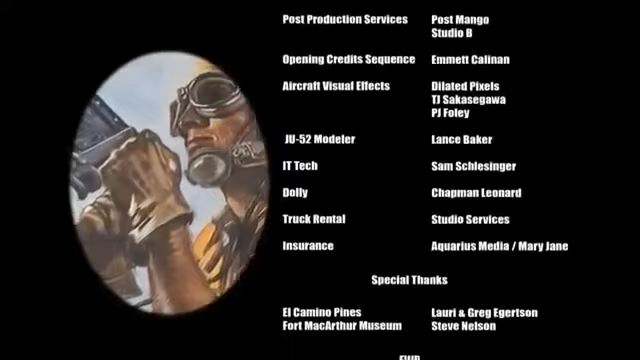 Post Production Services Post Mango
Studio B
Opening Credits Sequence Emmett Calinan
Aircraft Visual Effects Dilated Pixels
TJ Sakasegawa
PJ Foley
JU-52 Modeler Lance Baker
IT Tech Sam Schlesinger
Dolly Chapman Leonard
Truck Rental Studio Services
Insurance Aquarius Media / Mary Jane
Special Thanks
El Camino Pines Lauri & Greg Egertson
Fort MacArthur Museum Steve Nelson